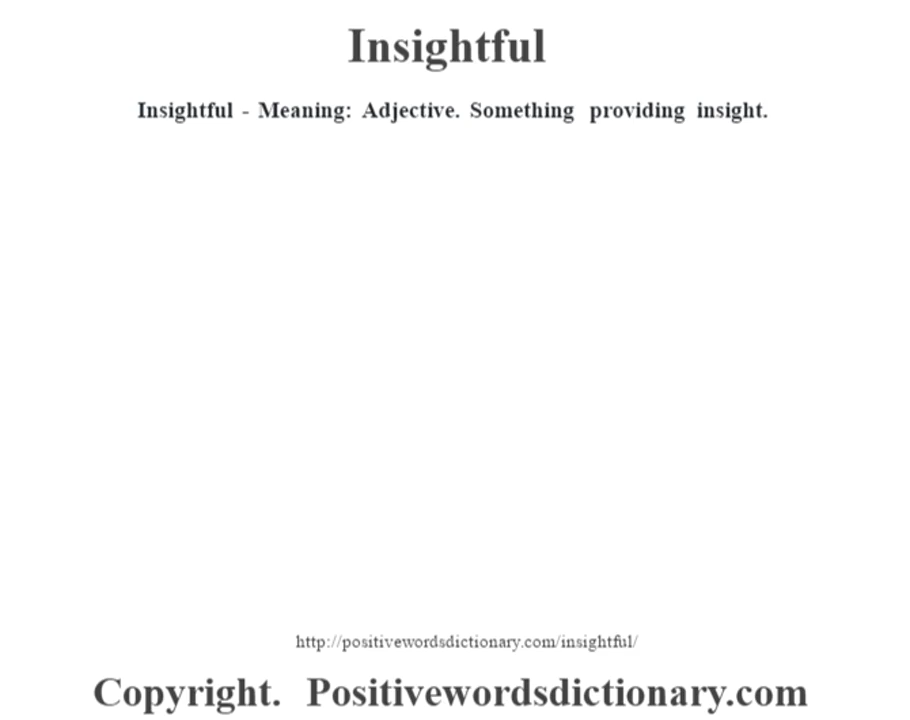 Insightful
Insightful - Meaning: Adjective. Something providing insight.
http://positivewordsdictionary.com/insightful/
Copyright. Positivewordsdictionary.com